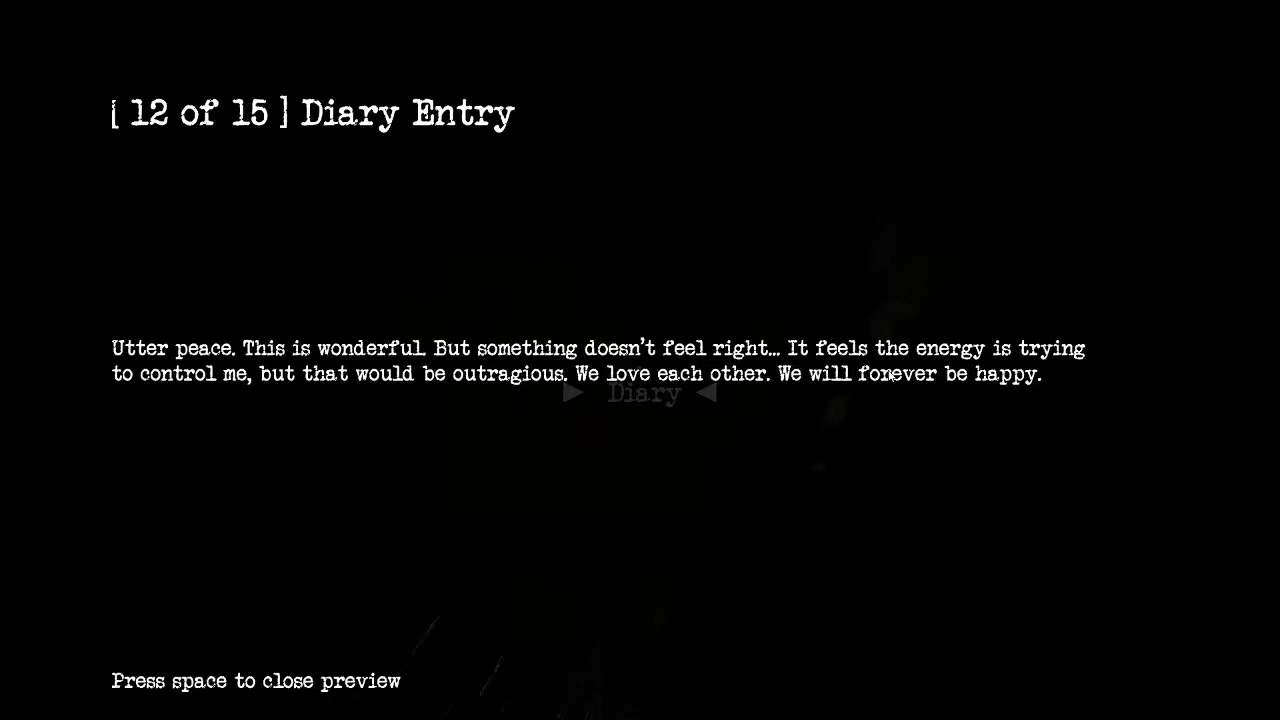 [ 12 of 15 ] Diary Entry
Utter peace. This is wonderful. But something doesn't feel right... It feels the energy is trying
to control me, but that would be outragious. We love each other. We will forever be happy.
► Diary ◄
Press space to close preview